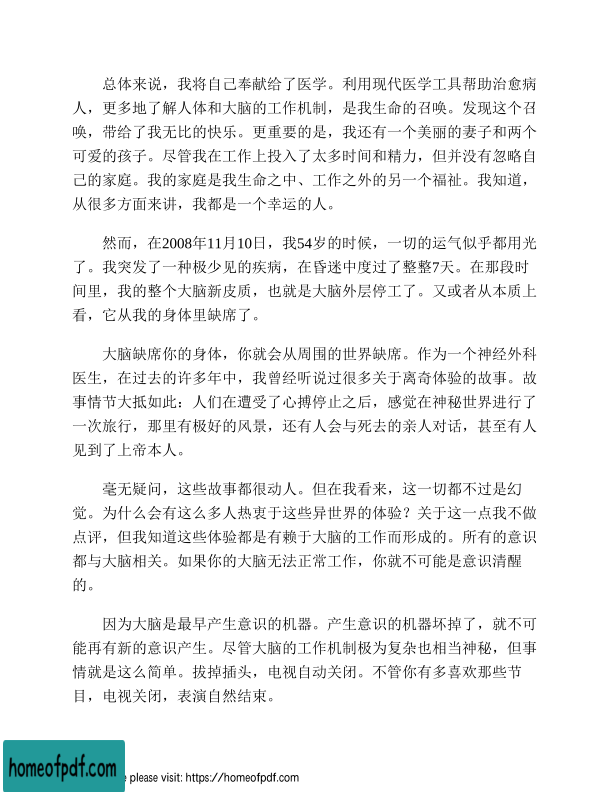 总体来说，我将自己奉献给了医学。利用现代医学工具帮助治愈病
人，更多地了解人体和大脑的工作机制，是我生命的召唤。发现这个召
唤，带给了我无比的快乐。更重要的是，我还有一个美丽的妻子和两个
可爱的孩子。尽管我在工作上投入了太多时间和精力，但并没有忽略自
己的家庭。我的家庭是我生命之中、工作之外的另一个福祉。我知道，
从很多方面来讲，我都是一个幸运的人。
然而，在2008年11月10日，我54岁的时候，一切的运气似乎都用光
了。我突发了一种极少见的疾病，在昏迷中度过了整整7天。在那段时
间里，我的整个大脑新皮质，也就是大脑外层停工了。又或者从本质上
看，它从我的身体里缺席了。
大脑缺席你的身体，你就会从周围的世界缺席。作为一个神经外科
医生，在过去的许多年中，我曾经听说过很多关于离奇体验的故事。故
事情节大抵如此：人们在遭受了心搏停止之后，感觉在神秘世界进行了
一次旅行，那里有极好的风景，还有人会与死去的亲人对话，甚至有人
见到了上帝本人。
毫无疑问，这些故事都很动人。但在我看来，这一切都不过是幻
觉。为什么会有这么多人热衷于这些异世界的体验？关于这一点我不做
点评，但我知道这些体验都是有赖于大脑的工作而形成的。所有的意识
都与大脑相关。如果你的大脑无法正常工作，你就不可能是意识清醒
的。
因为大脑是最早产生意识的机器。产生意识的机器坏掉了，就不可
能再有新的意识产生。尽管大脑的工作机制极为复杂也相当神秘，但事
情就是这么简单。拔掉插头，电视自动关闭。不管你有多喜欢那些节
目，电视关闭，表演自然结束。
homeofpdf.com
please visit: https://homeofpdf.com